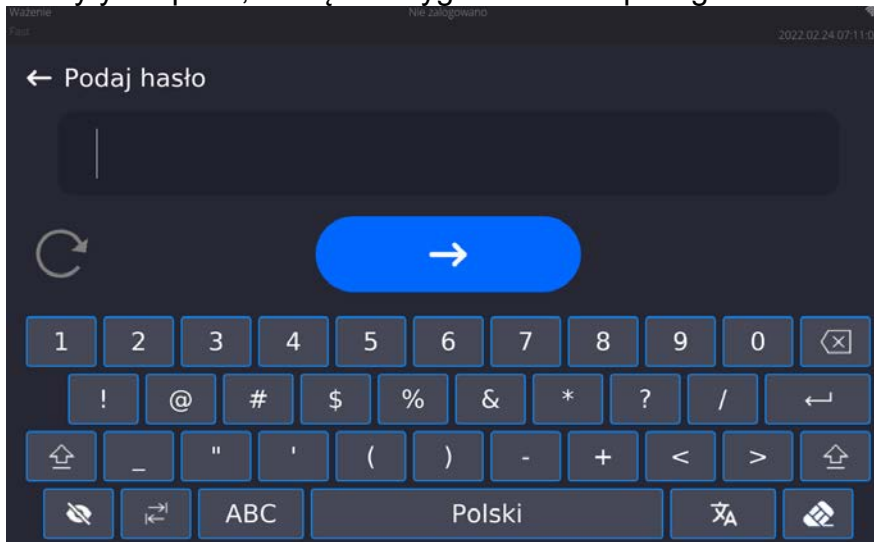 Ważenie Nie zalogowano
Fast 2022.02.24 07:11:0
← Podaj hasło
→
1 2 3 4 5 6 7 8 9 0
! @ # $ % & * ? /
_ " ' ( ) - + < >
ABC Polski